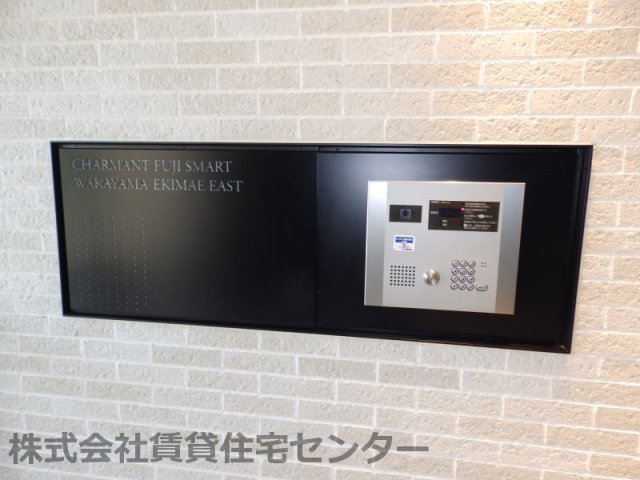 CHARMANT FUJI SMART
WAKAYAMA EKIMAE EAST
株式会社賃貸住宅センター